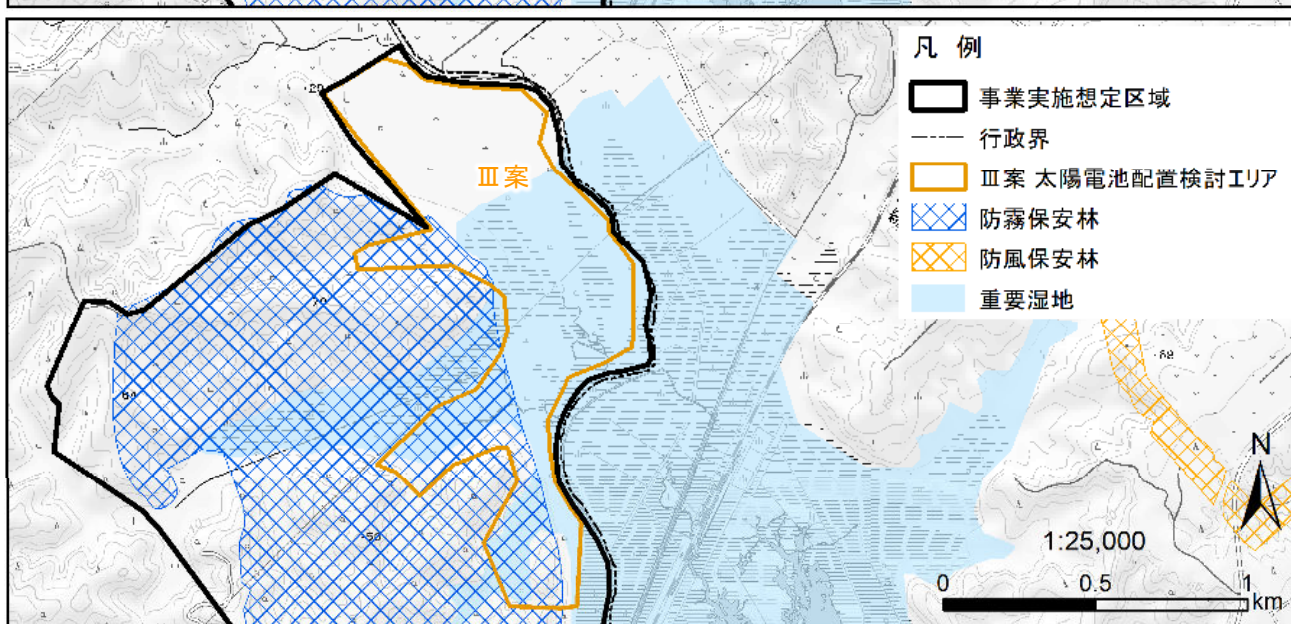 凡 例
事業実施想定区域
行政界
Ⅲ案 太陽電池配置検討エリア
防霧保安林
防風保安林
重要湿地
Ⅲ案
N
1:25,000
0 0.5 1
km